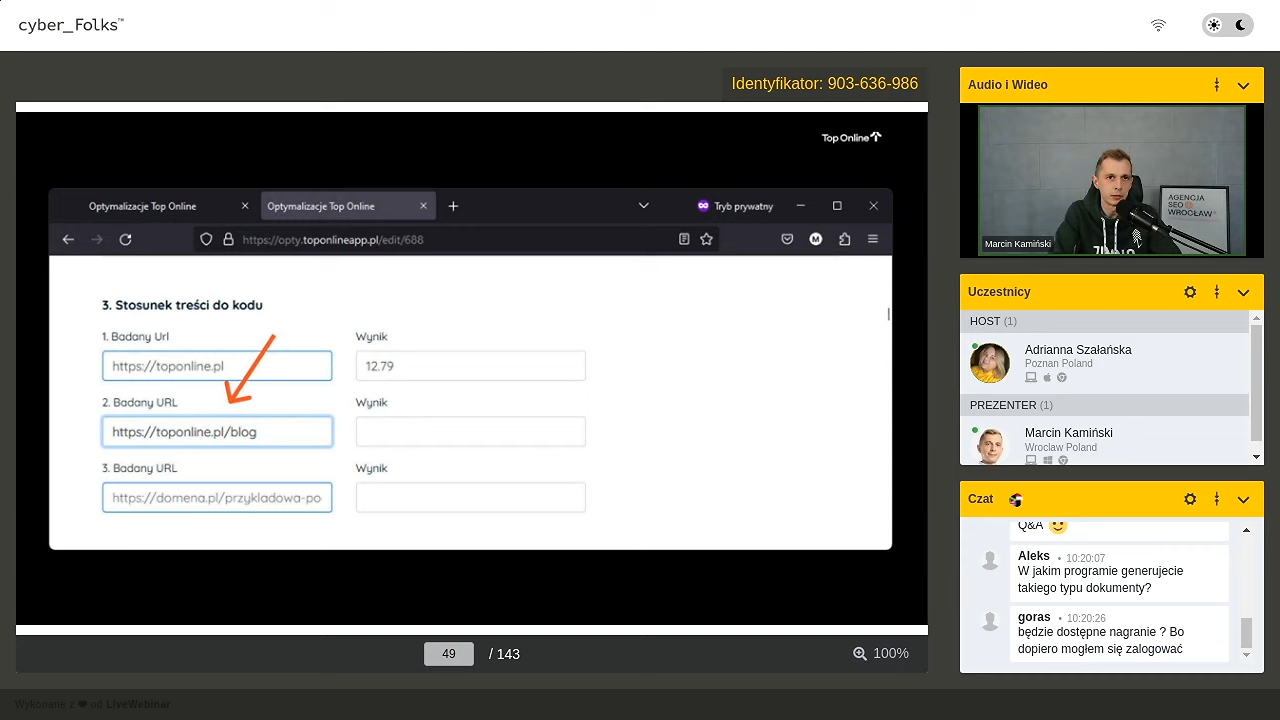 cyber_Folks™
Identyfikator: 903-636-986
Top Online
Optymalizacje Top Online
Optymalizacje Top Online
Tryb prywatny
https://opty.toponlineapp.pl/edit/688
M
3. Stosunek treści do kodu
1. Badany Url
Wynik
https://toponline.pl
12.79
2. Badany URL
Wynik
https://toponline.pl/blog
3. Badany URL
Wynik
https://domena.pl/przykladowa-po
49 / 143
100%
Audio i Wideo
AGENCJA
SEO
WROCŁAW
Marcin Kamiński
Uczestnicy
HOST (1)
Adrianna Szałańska
Poznan Poland
PREZENTER (1)
Marcin Kamiński
Wroclaw Poland
Czat
Q&A
Aleks • 10:20:07
W jakim programie generujecie
takiego typu dokumenty?
goras • 10:20:26
będzie dostępne nagranie ? Bo
dopiero mogłem się zalogować
Wykonane z ❤ od LiveWebinar